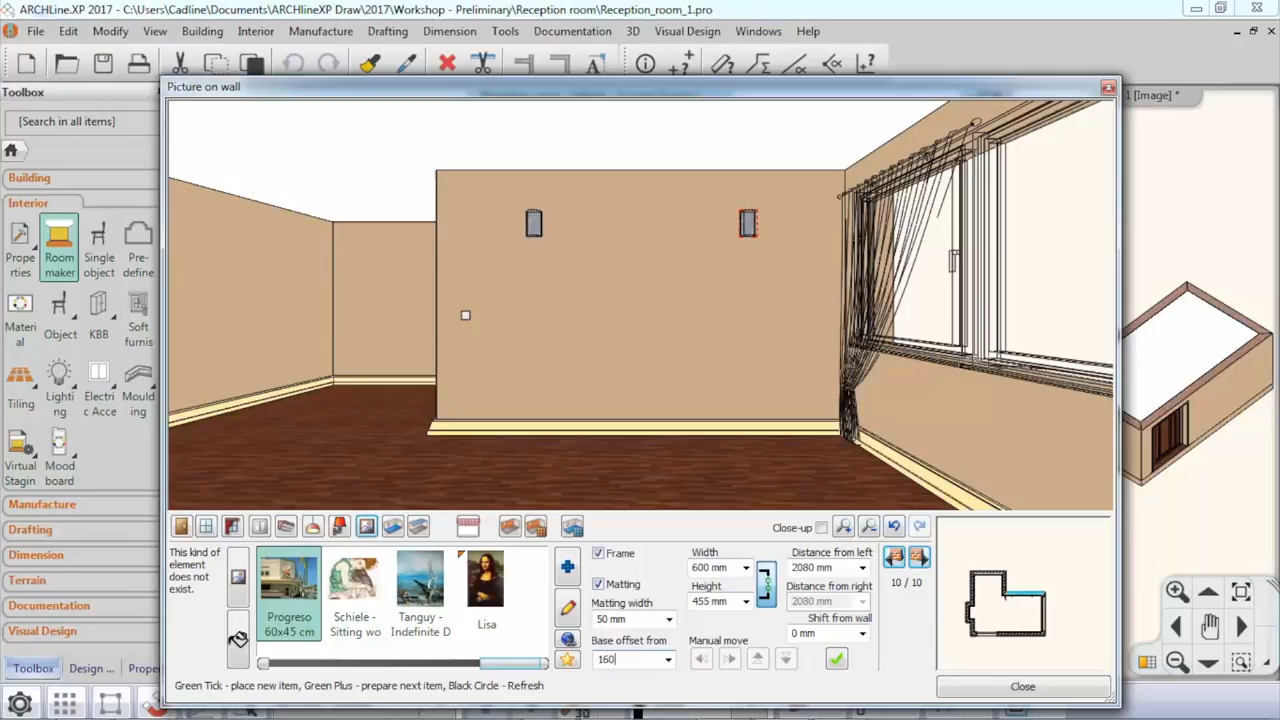 ARCHLine.XP 2017 - C:\Users\Cadline\Documents\ARCHlineXP Draw\2017\Workshop - Preliminary\Reception room\Reception_room_1.pro
File Edit Modify View Building Interior Manufacture Drafting Dimension Tools Documentation 3D Visual Design Windows Help
Toolbox
Picture on wall
1 [Image] *
[Search in all items]
Building
Interior
Prope rties
Room maker
Single object
Pre- define
Materi al
Object
KBB
Soft furnis
Tiling
Lighti ng
Electri c Acce
Mould ing
Virtual Stagin
Mood board
Manufacture
Drafting
Dimension
Terrain
Documentation
Visual Design
Toolbox Design ... Proper
This kind of element does not exist.
Progreso 60x45 cm
Schiele - Sitting wo
Tanguy - Indefinite D
Lisa
Frame
Matting
Matting width
50 mm
Base offset from
160
Width
600 mm
Height
455 mm
Manual move
Close-up
Distance from left
2080 mm
Distance from right
2080 mm
Shift from wall
0 mm
10 / 10
Green Tick - place new item, Green Plus - prepare next item, Black Circle - Refresh
Close
3D